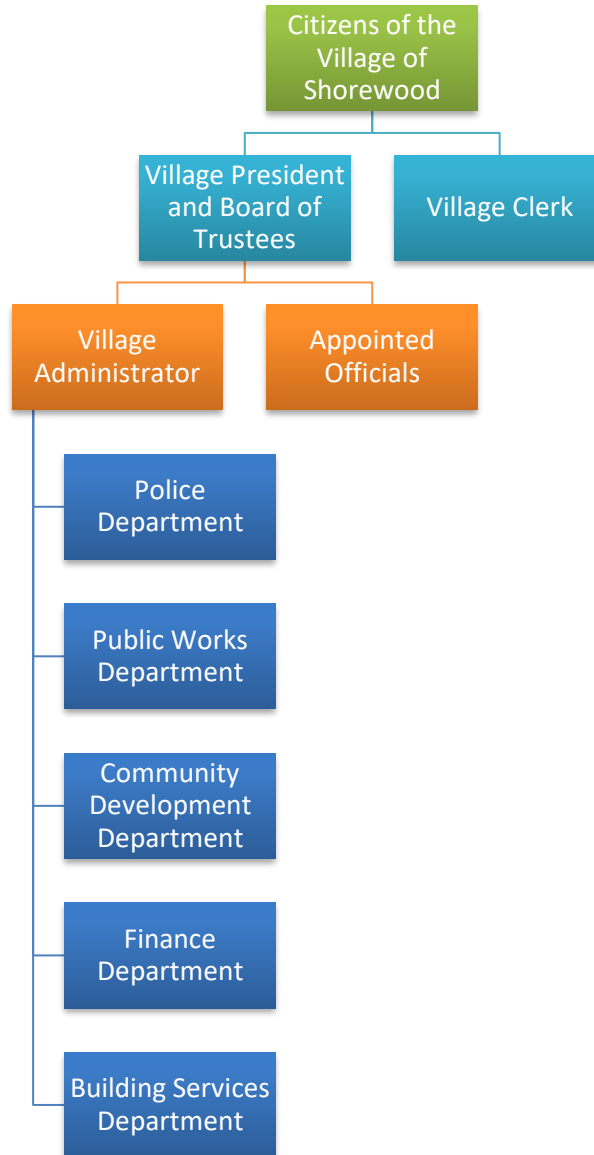 Citizens of the
Village of
Shorewood
Village President
and Board of
Trustees
Village Clerk
Village
Administrator
Appointed
Officials
Police
Department
Public Works
Department
Community
Development
Department
Finance
Department
Building Services
Department